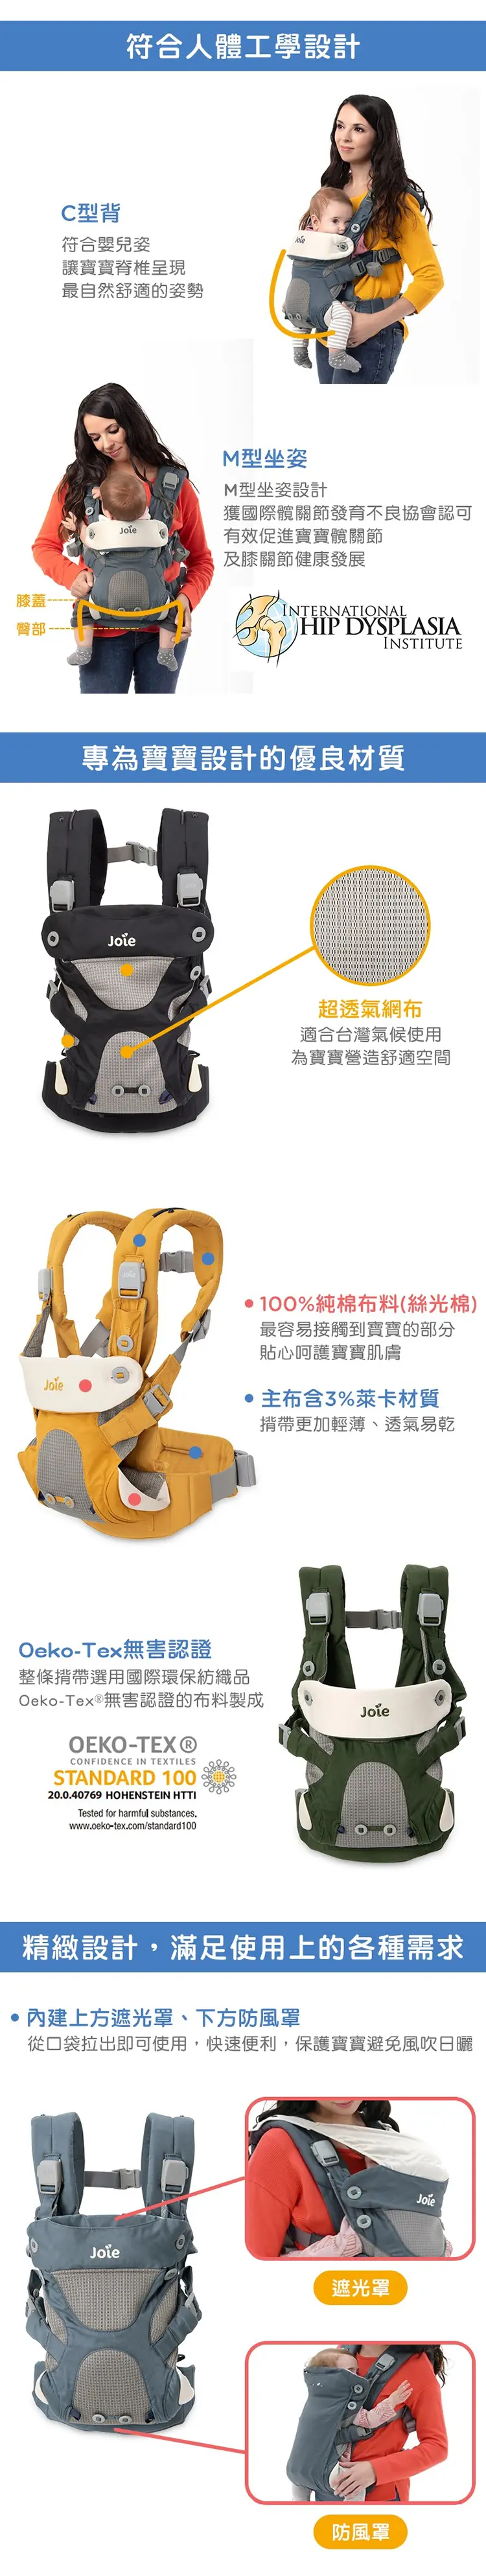 符合人體工學設計
C型背
符合嬰兒姿
讓寶寶脊椎呈現
最自然舒適的姿勢
Joie
M型坐姿
M型坐姿設計
獲國際髖關節發育不良協會認可
有效促進寶寶髖關節
及膝關節健康發展
Joie
膝蓋
臀部
INTERNATIONAL
HIP DYSPLASIA
INSTITUTE
專為寶寶設計的優良材質
Joie
超透氣網布
適合台灣氣候使用
為寶寶營造舒適空間
• 100%純棉布料(絲光棉)
最容易接觸到寶寶的部分
貼心呵護寶寶肌膚
Joie
• 主布含3%萊卡材質
揹帶更加輕薄、透氣易乾
Oeko-Tex無害認證
整條揹帶選用國際環保紡織品
Oeko-Tex®無害認證的布料製成
Joie
OEKO-TEX®
CONFIDENCE IN TEXTILES
STANDARD 100
20.0.40769 HOHENSTEIN HTTI
Tested for harmful substances.
www.oeko-tex.com/standard100
精緻設計，滿足使用上的各種需求
• 內建上方遮光罩、下方防風罩
從口袋拉出即可使用，快速便利，保護寶寶避免風吹日曬
Joie
Joie
遮光罩
防風罩